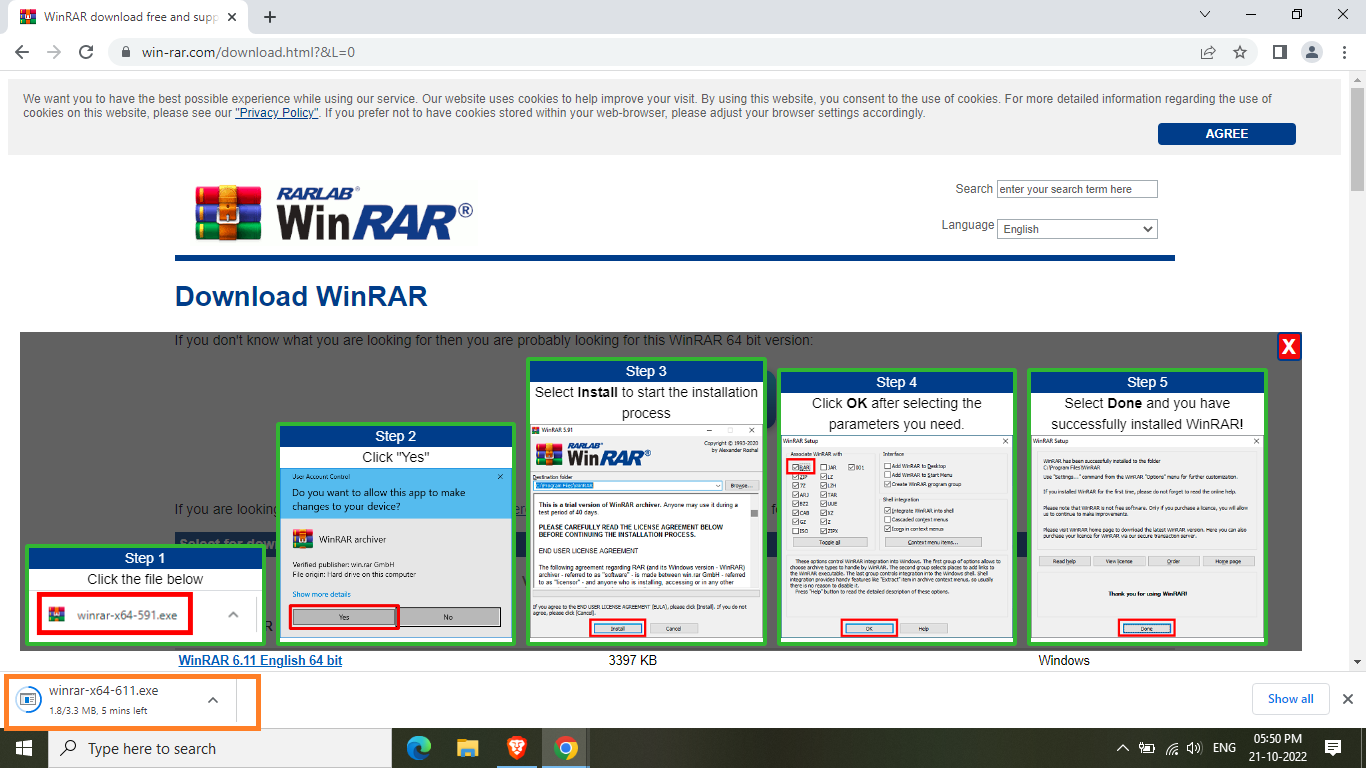 WinRAR download free and supp
win-rar.com/download.html?&L=0
We want you to have the best possible experience while using our service. Our website uses cookies to help improve your visit. By using this website, you consent to the use of cookies. For more detailed information regarding the use of
cookies on this website, please see our "Privacy Policy". If you prefer not to have cookies stored within your web-browser, please adjust your browser settings accordingly.
AGREE
RARLAB®
WinRAR®
Search enter your search term here
Language English
Download WinRAR
If you don't know what you are looking for then you are probably looking for this WinRAR 64 bit version:
X
If you are looking
Select for dow
Step 1
Click the file below
winrar-x64-591.exe
Step 2
Click "Yes"
User Account Control
Do you want to allow this app to make
changes to your device?
WinRAR archiver
Verified publisher: win.rar GmbH
File origin: Hard drive on this computer
Show more details
Yes No
Step 3
Select Install to start the installation
process
WinRAR 5.91
Copyright © 1993-2020
by Alexander Roshal
RARLAB®
WinRAR®
Destination folder
C:\Program Files\WinRAR
Browse...
This is a trial version of WinRAR archiver. Anyone may use it during a
test period of 40 days.
PLEASE CAREFULLY READ THE LICENSE AGREEMENT BELOW
BEFORE CONTINUING THE INSTALLATION PROCESS.
END USER LICENSE AGREEMENT
The following agreement regarding RAR (and its Windows version - WinRAR)
archiver - referred to as "software" - is made between win.rar GmbH - referred
to as "licenser" - and anyone who is installing, accessing or in any other
If you agree to the END USER LICENSE AGREEMENT (EULA), please click [Install]. If you do not
agree, please click [Cancel].
Install Cancel
Step 4
Click OK after selecting the
parameters you need.
WinRAR Setup
Associate WinRAR with
RAR JAR 001
ZIP LZ
7Z LZH
ARJ TAR
BZ2 UUE
CAB XZ
GZ Z
ISO ZIPX
Toggle all
Interface
Add WinRAR to Desktop
Add WinRAR to Start Menu
Create WinRAR program group
Shell integration
Integrate WinRAR into shell
Cascaded context menus
Icons in context menus
Context menu items...
These options control WinRAR integration into Windows. The first group of options allows to
choose archive types to handle by WinRAR. The second group selects places to add links to
the WinRAR executable. The last group controls integration into the Windows shell. Shell
integration provides handy features like "Extract" item in archive context menus, so usually
there is no reason to disable it.
Press "Help" button to read the detailed description of these options.
OK Help
Step 5
Select Done and you have
successfully installed WinRAR!
WinRAR Setup
WinRAR has been successfully installed to the folder
C:\Program Files\WinRAR
Use "Settings..." command from the WinRAR "Options" menu for further customization.
If you installed WinRAR for the first time, please do not forget to read the online help.
Please note that WinRAR is not free software. Only if you purchase a licence, you will allow
us to continue to make improvements.
Please visit WinRAR home page to download the latest WinRAR version. Here you can also
purchase your licence for WinRAR via our secure transaction server.
Read help View license Order Home page
Thank you for using WinRAR!
Done
WinRAR 6.11 English 64 bit 3397 KB Windows
winrar-x64-611.exe
1.8/3.3 MB, 5 mins left
Show all
Type here to search
ENG
05:50 PM
21-10-2022